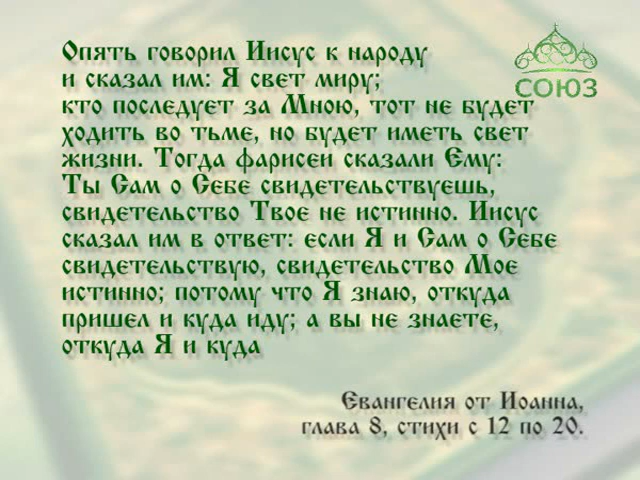 Опять говорил Иисус к народу
и сказал им: Я свет миру;
кто последует за Мною, тот не будет
ходить во тьме, но будет иметь свет
жизни. Тогда фарисеи сказали Ему:
Ты Сам о Себе свидетельствуешь,
свидетельство Твое не истинно. Иисус
сказал им в ответ: если Я и Сам о Себе
свидетельствую, свидетельство Мое
истинно; потому что Я знаю, откуда
пришел и куда иду; а вы не знаете,
откуда Я и куда
СОЮЗ
Евангелия от Иоанна,
глава 8, стихи с 12 по 20.